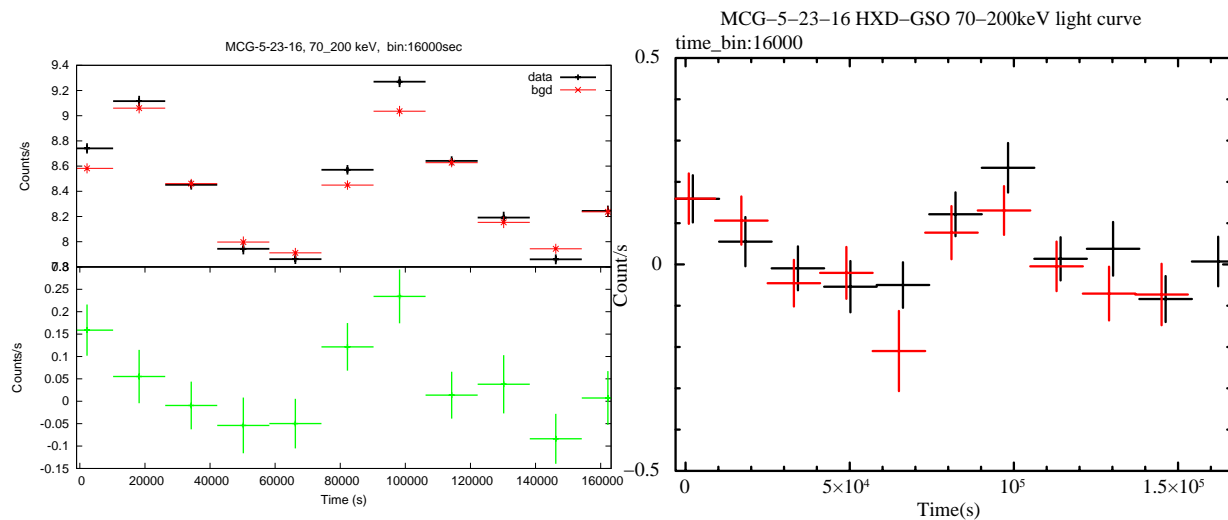 MCG-5-23-16, 70_200 keV, bin:16000sec
9.4
9.2
9
8.8
8.6
8.4
8.2
8
Counts/s
data
bgd
0.25
0.2
0.15
0.1
0.05
0
-0.05
-0.1
-0.15
Counts/s
0 20000 40000 60000 80000 100000 120000 140000 160000
Time (s)
MCG−5−23−16 HXD−GSO 70−200keV light curve
time_bin:16000
0.5
0
−0.5
Count/s
0 5×10⁴ 10⁵ 1.5×10⁵
Time(s)